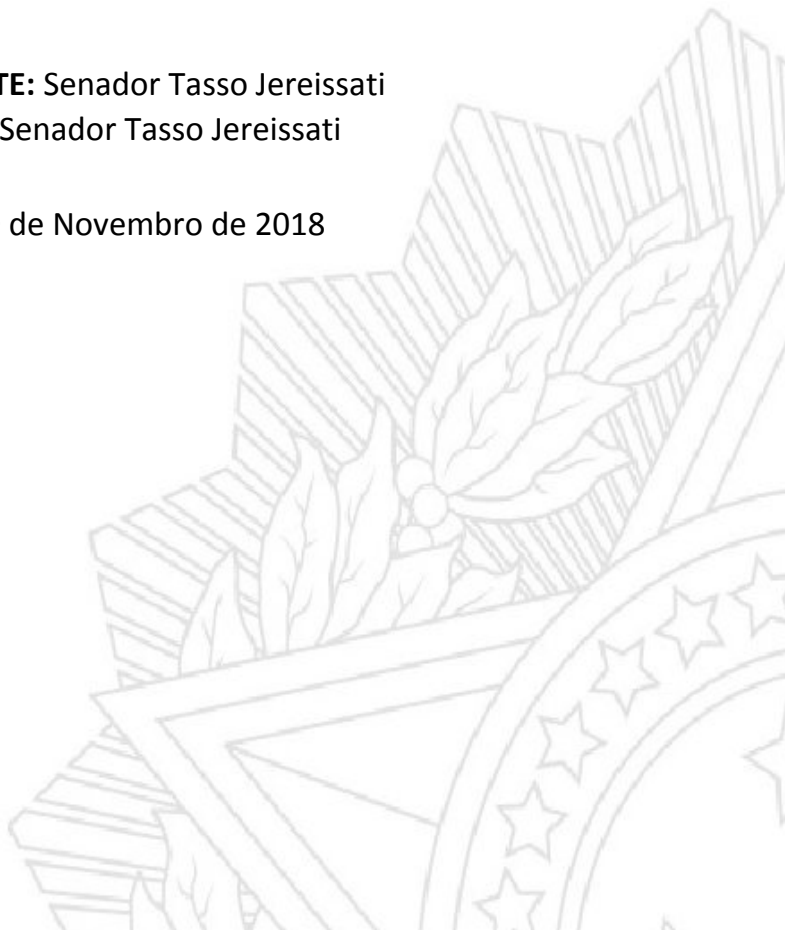 TE: Senador Tasso Jereissati
Senador Tasso Jereissati
de Novembro de 2018